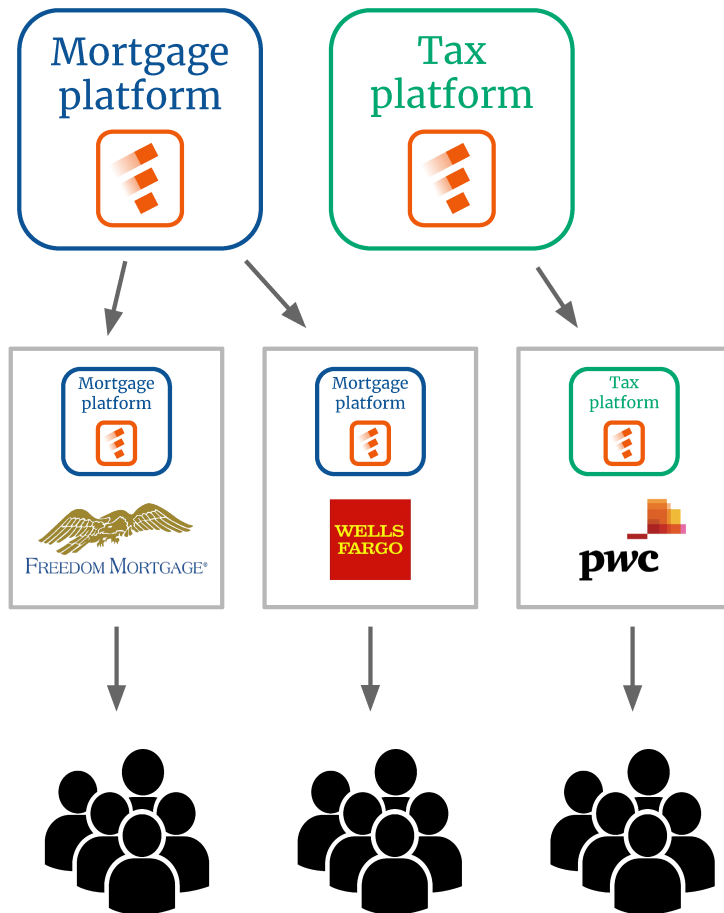 Mortgage
platform
Tax
platform
Mortgage
platform
FREEDOM MORTGAGE®
Mortgage
platform
WELLS
FARGO
Tax
platform
pwc